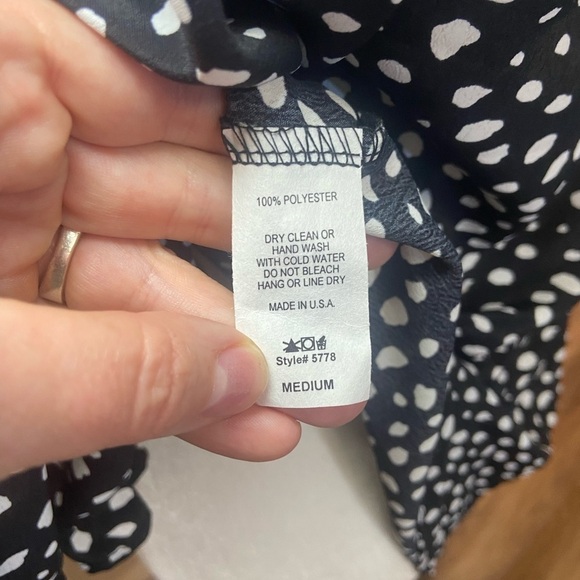 100% POLYESTER
DRY CLEAN OR
HAND WASH
WITH COLD WATER
DO NOT BLEACH
HANG OR LINE DRY
MADE IN U.S.A.
Style# 5778
MEDIUM